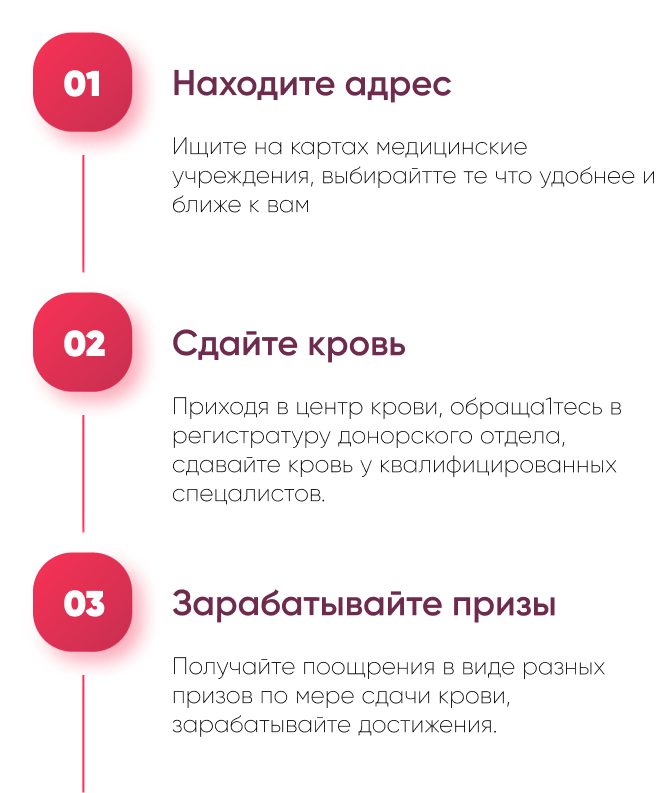 01
Находите адрес
Ищите на картах медицинские
учреждения, выбирайтте те что удобнее и
ближе к вам
02
Сдайте кровь
Приходя в центр крови, обраща1тесь в
регистратуру донорского отдела,
сдавайте кровь у квалифицированных
спецалистов.
03
Зарабатывайте призы
Получайте поощрения в виде разных
призов по мере сдачи крови,
зарабатывайте достижения.